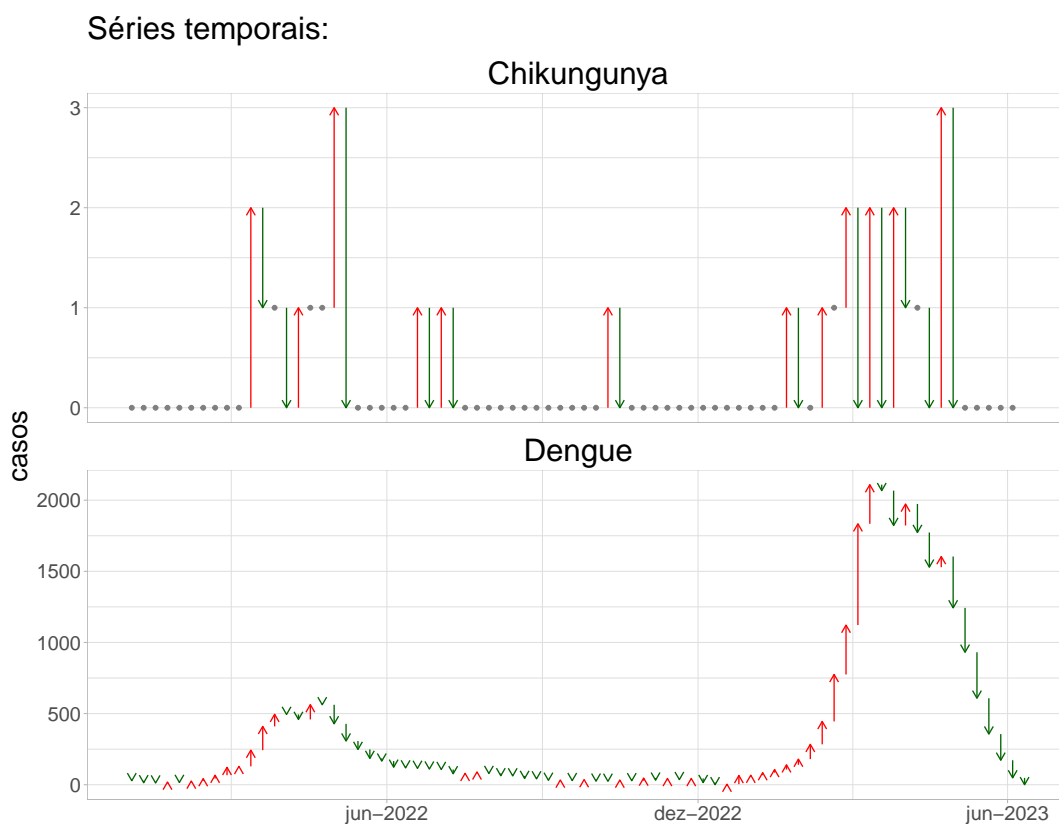 Séries temporais:
Chikungunya
3
2
1
0
casos
Dengue
2000
1500
1000
500
0
jun−2022
dez−2022
jun−2023